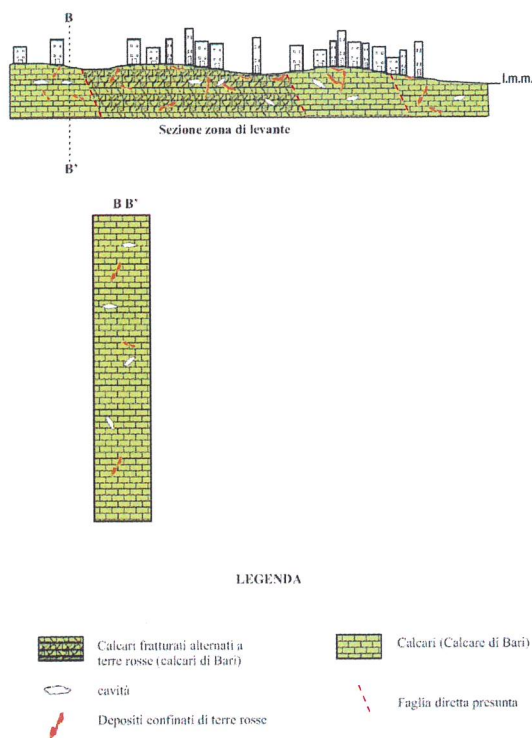 B
l.m.m.
Sezione zona di levante
B'
B B'
LEGENDA
Calcari fratturati alternati a
terre rosse (calcari di Bari)
cavità
Depositi confinati di terre rosse
Calcari (Calcare di Bari)
Faglia diretta presunta